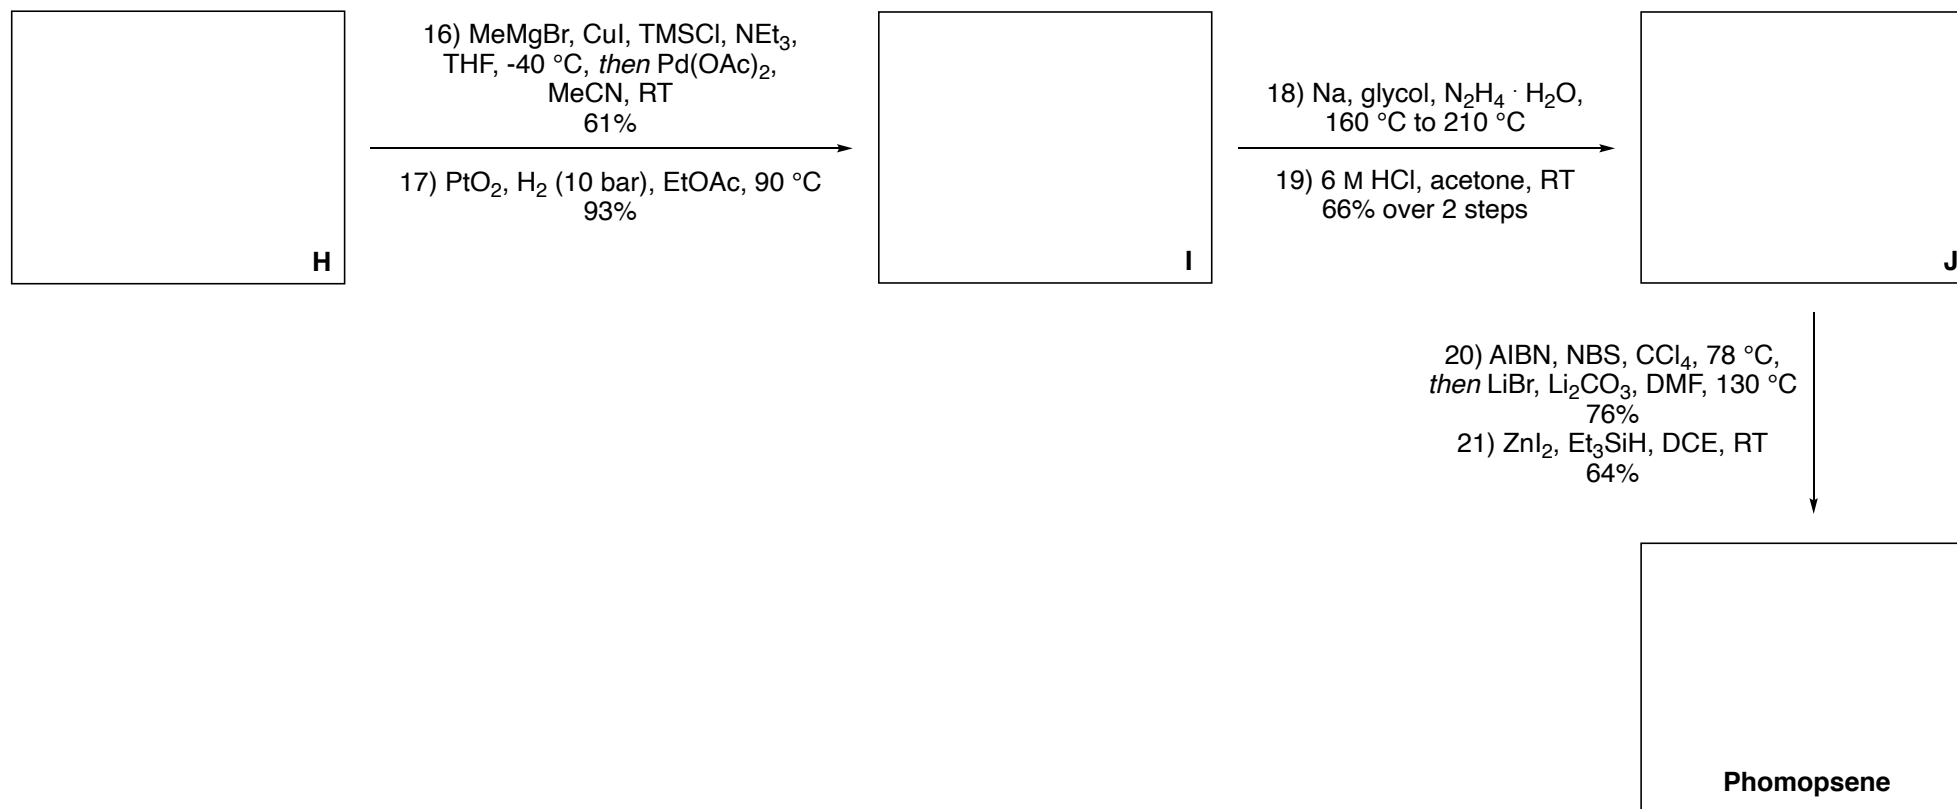 16) MeMgBr, CuI, TMSCl, NEt₃,
THF, -40 °C, then Pd(OAc)₂,
MeCN, RT
61%
17) PtO₂, H₂ (10 bar), EtOAc, 90 °C
93%
H
I
18) Na, glycol, N₂H₄ · H₂O,
160 °C to 210 °C
19) 6 M HCl, acetone, RT
66% over 2 steps
J
20) AIBN, NBS, CCl₄, 78 °C,
then LiBr, Li₂CO₃, DMF, 130 °C
76%
21) ZnI₂, Et₃SiH, DCE, RT
64%
Phomopsene